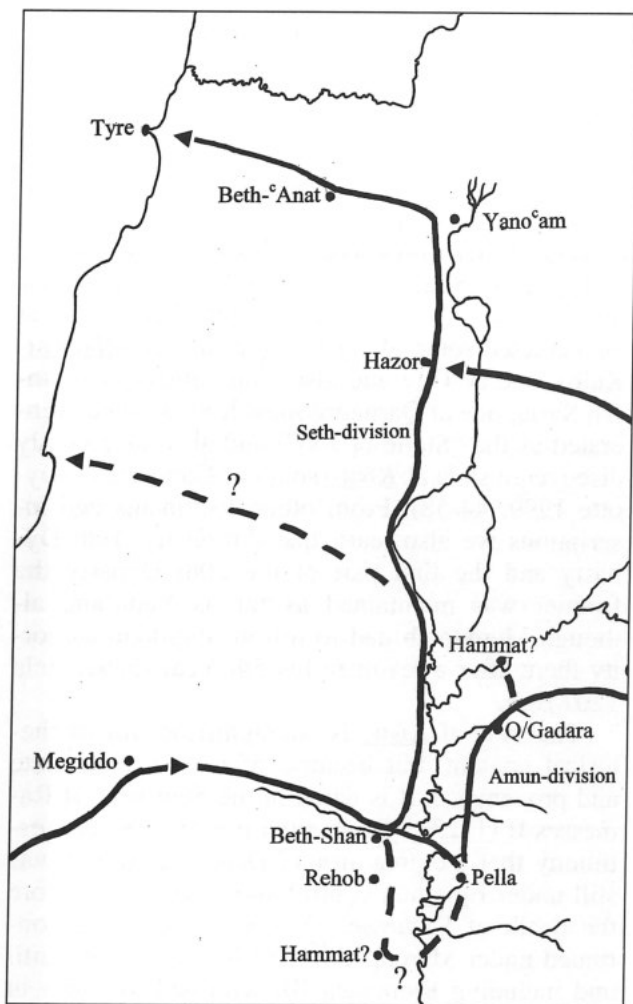 Tyre
Beth-ᶜAnat
Yanoᶜam
Hazor
Seth-division
?
Hammat?
Q/Gadara
Megiddo
Amun-division
Beth-Shan
Rehob
Pella
Hammat?
?